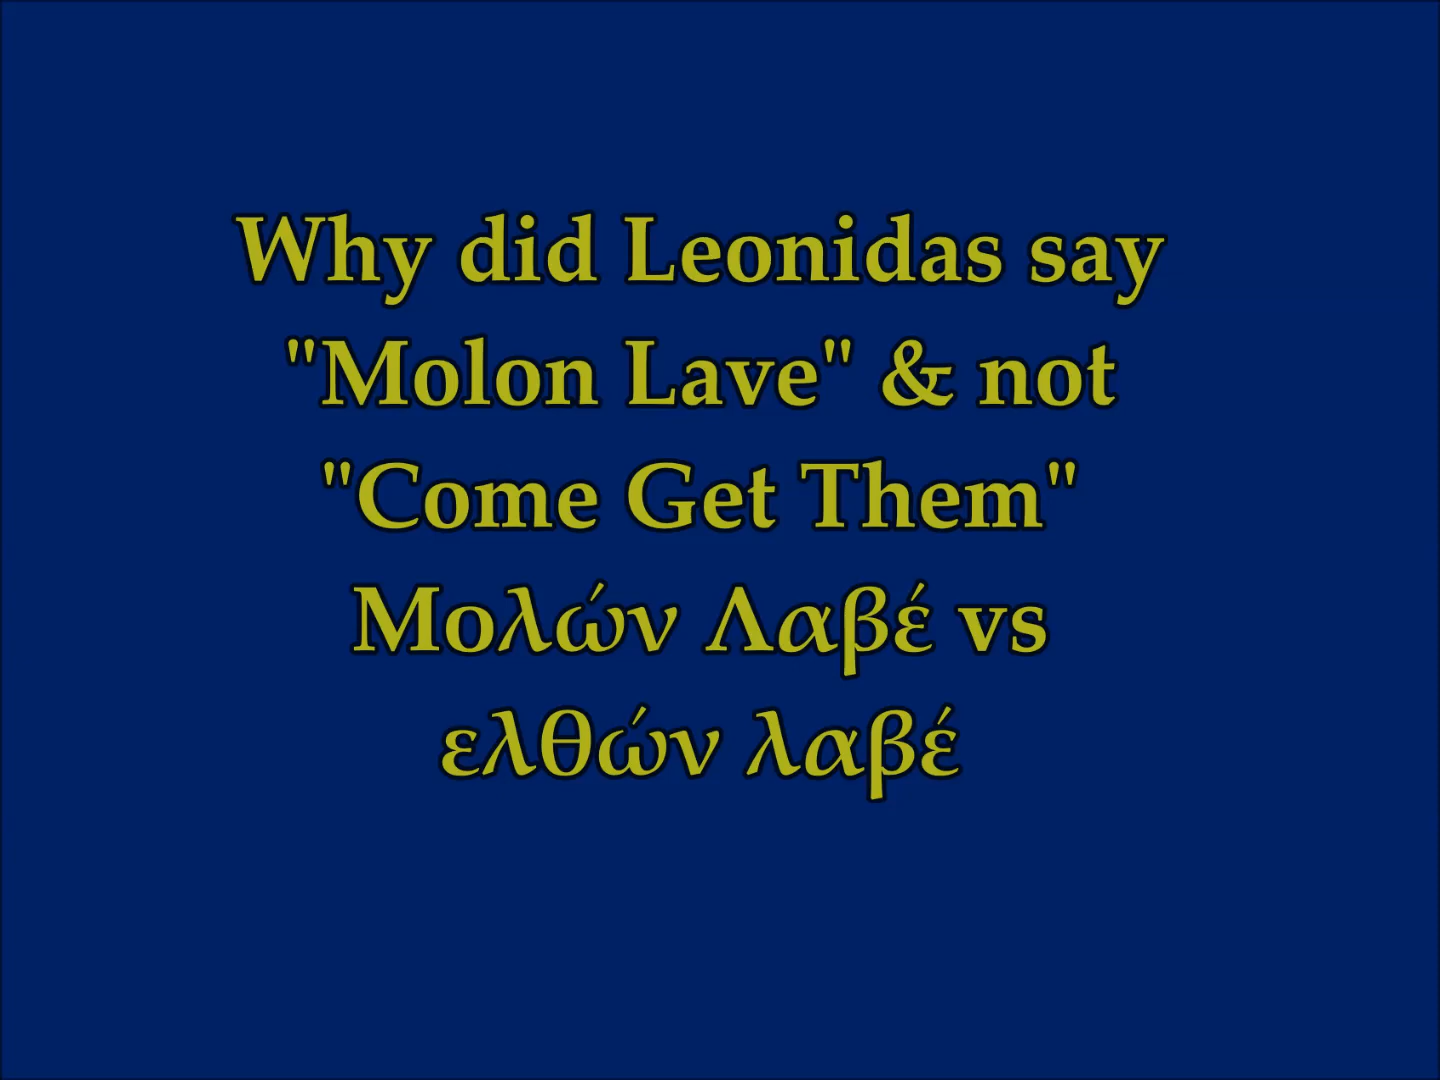 Why did Leonidas say
"Molon Lave" & not
"Come Get Them"
Μολών Λαβέ vs
ελθών λαβέ